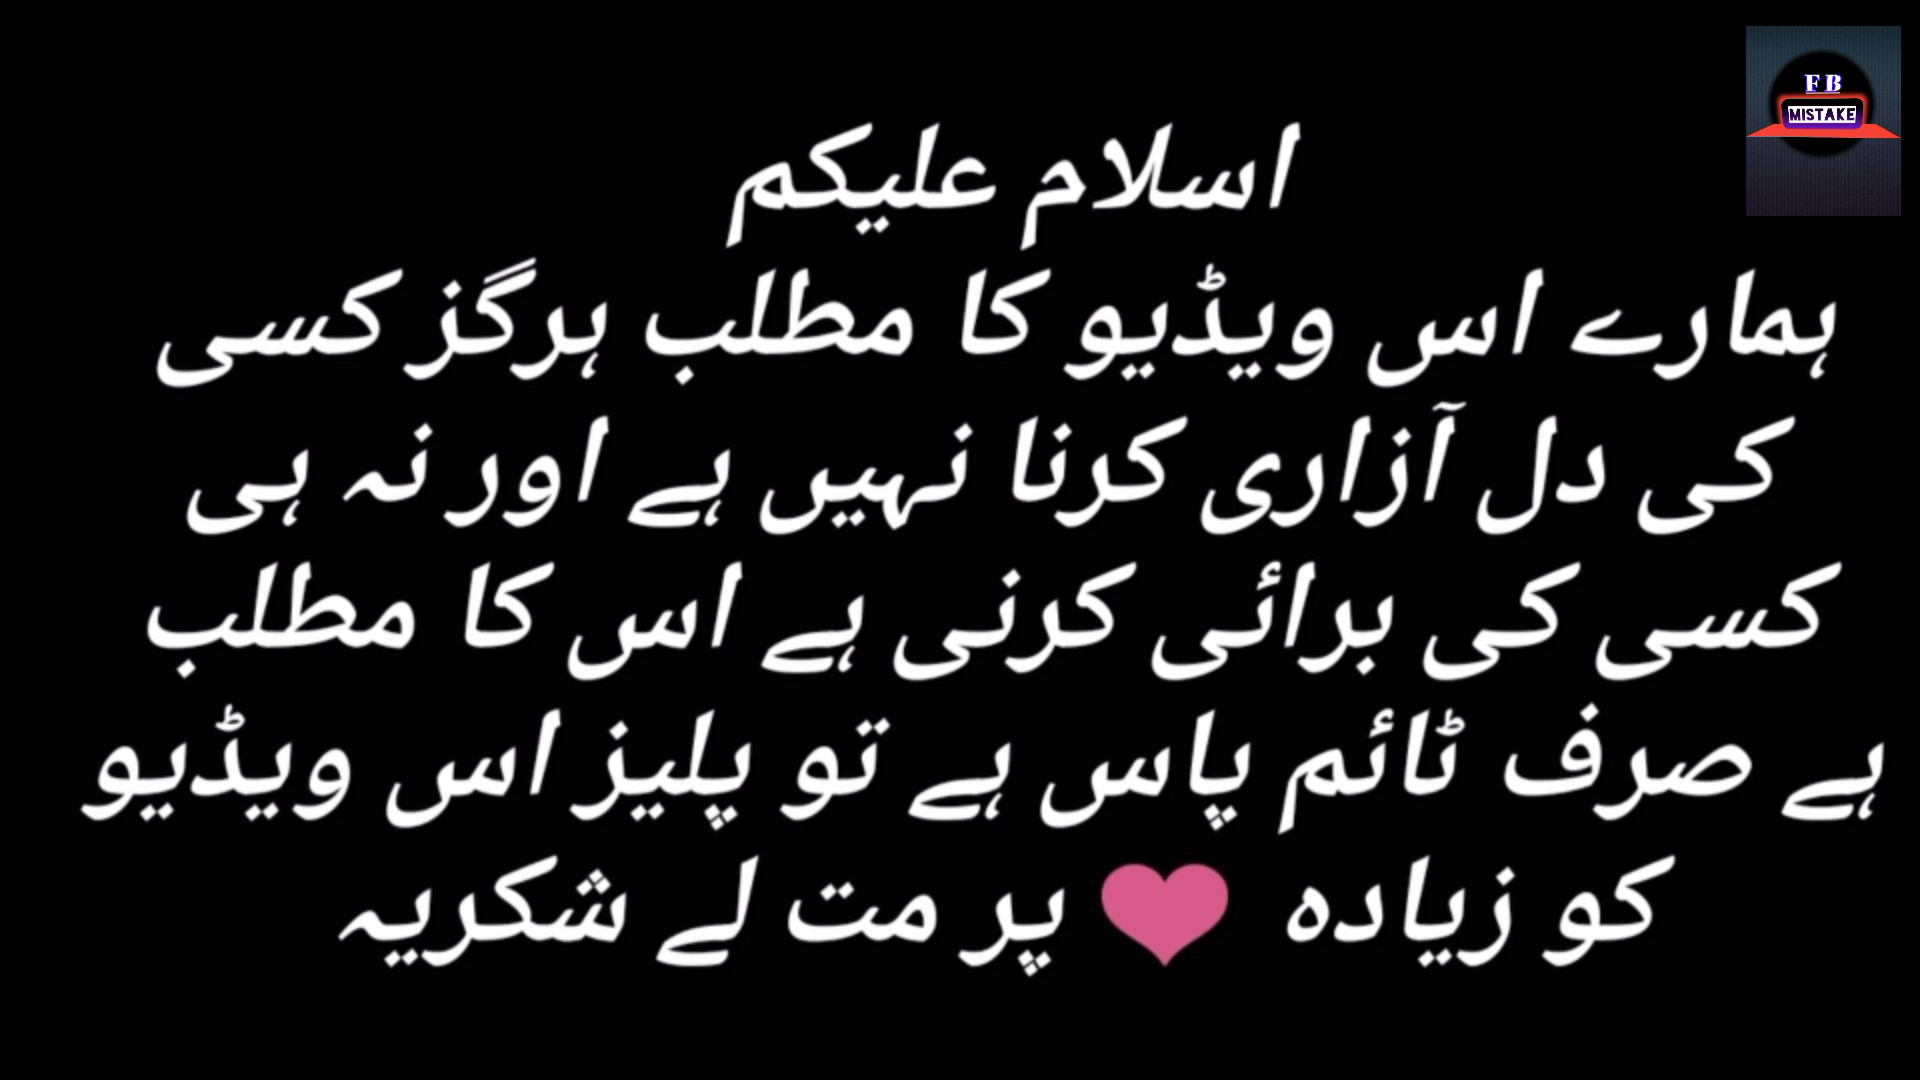 FB
MISTAKE
اسلام علیکم
ہمارے اس ویڈیو کا مطلب ہرگز کسی
کی دل آزاری کرنا نہیں ہے اور نہ ہی
کسی کی برائی کرنی ہے اس کا مطلب
ہے صرف ٹائم پاس ہے تو پلیز اس ویڈیو
کو زیادہ ❤ پر مت لے شکریہ